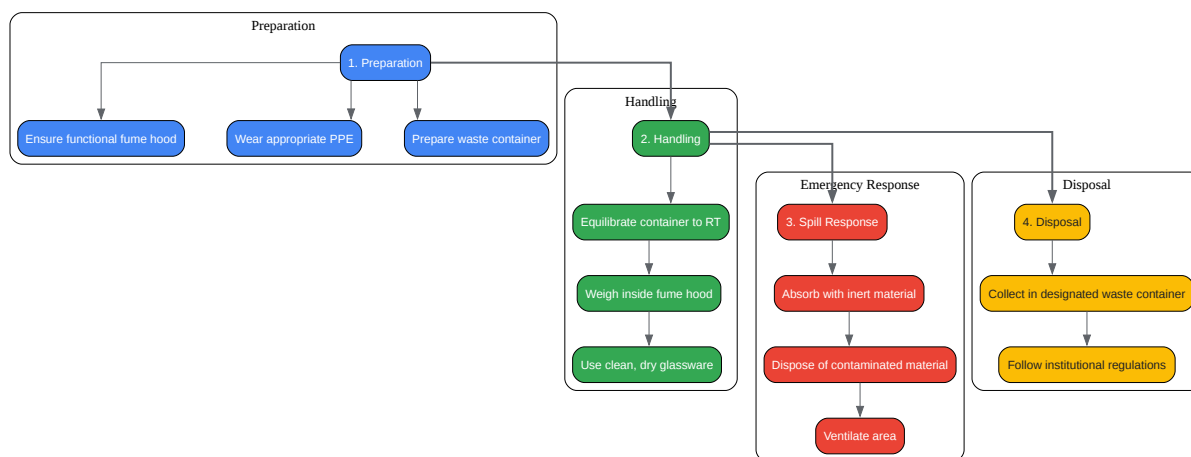 Preparation
1. Preparation
Ensure functional fume hood
Wear appropriate PPE
Prepare waste container
Handling
2. Handling
Equilibrate container to RT
Weigh inside fume hood
Use clean, dry glassware
Emergency Response
3. Spill Response
Absorb with inert material
Dispose of contaminated material
Ventilate area
Disposal
4. Disposal
Collect in designated waste container
Follow institutional regulations